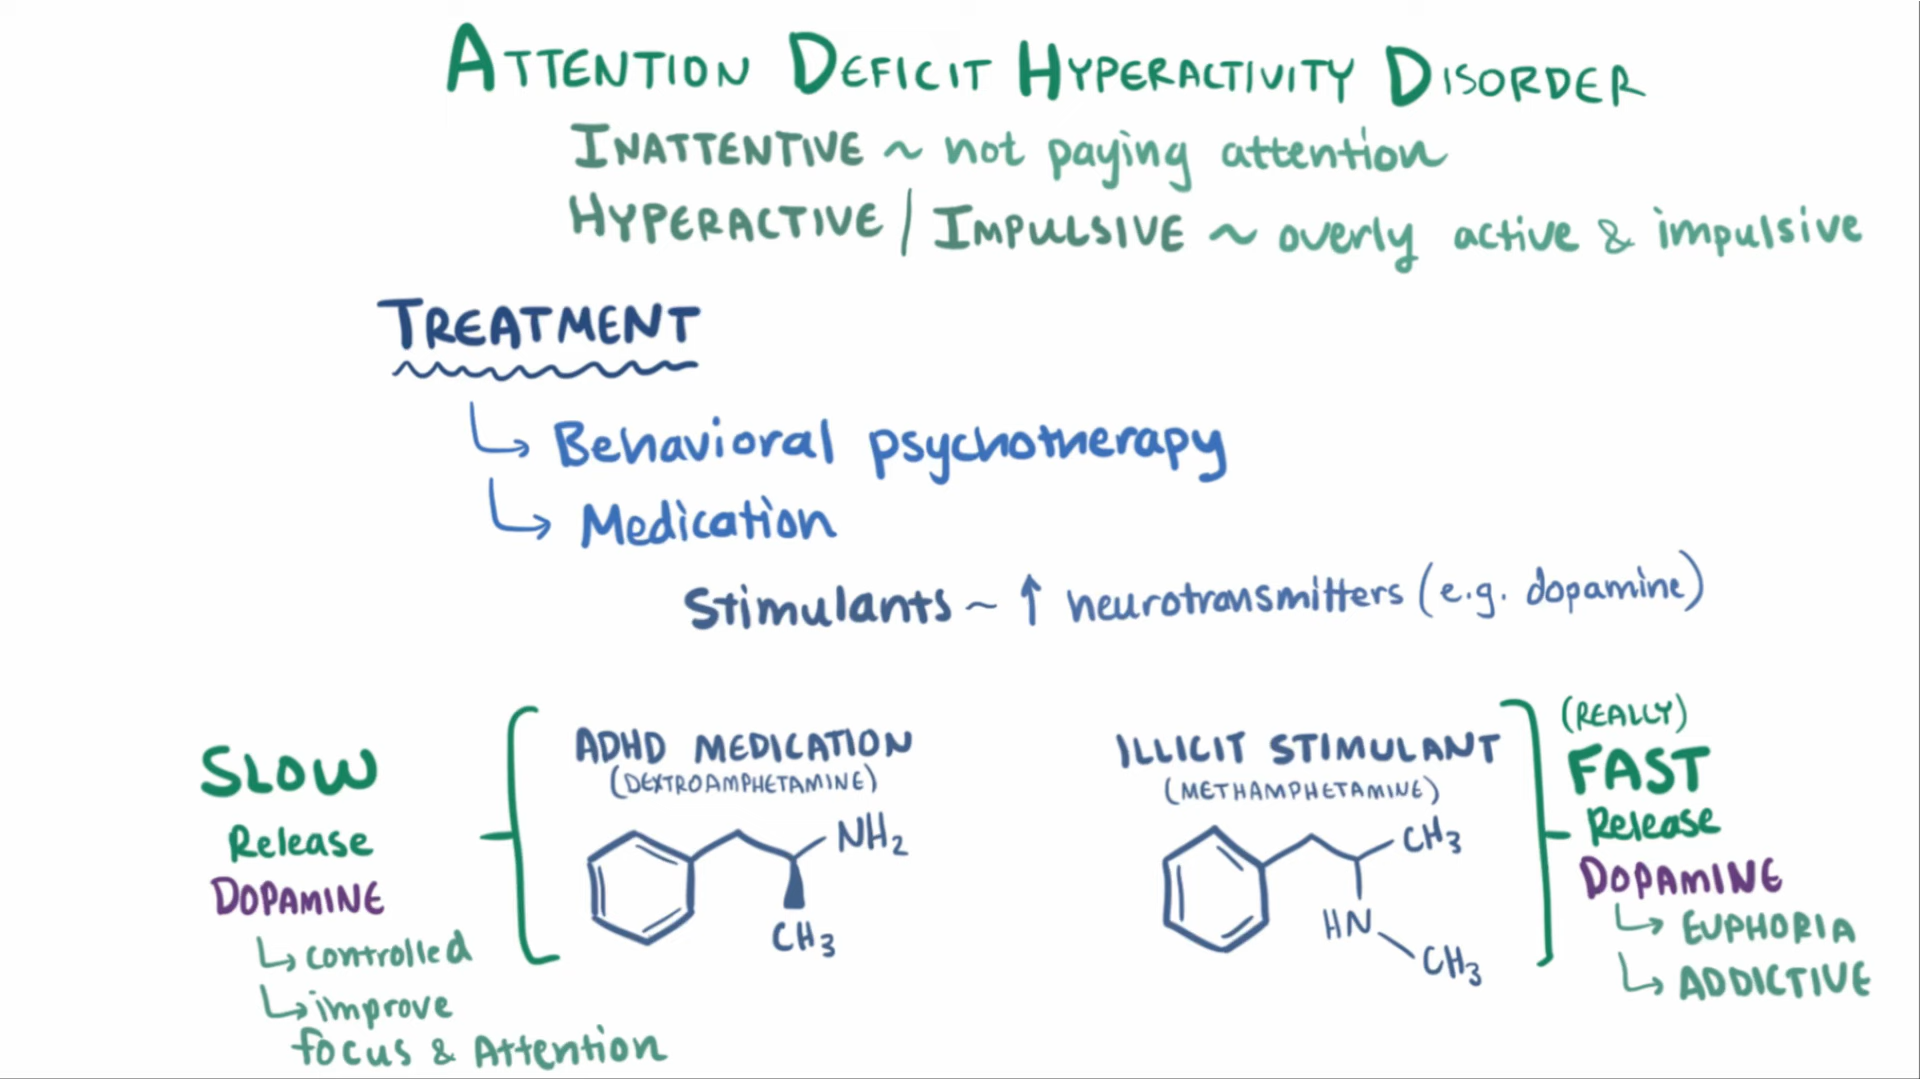 ATTENTION DEFICIT HYPERACTIVITY DISORDER
INATTENTIVE ~ not paying attention
HYPERACTIVE / IMPULSIVE ~ overly active & impulsive
TREATMENT
Behavioral psychotherapy
Medication
Stimulants ~ ↑ neurotransmitters (e.g. dopamine)
SLOW
Release
DOPAMINE
controlled
improve
focus & Attention
ADHD MEDICATION
(DEXTROAMPHETAMINE)
NH2
CH3
ILLICIT STIMULANT
(METHAMPHETAMINE)
CH3
HN
CH3
(REALLY)
FAST
Release
DOPAMINE
EUPHORIA
ADDICTIVE